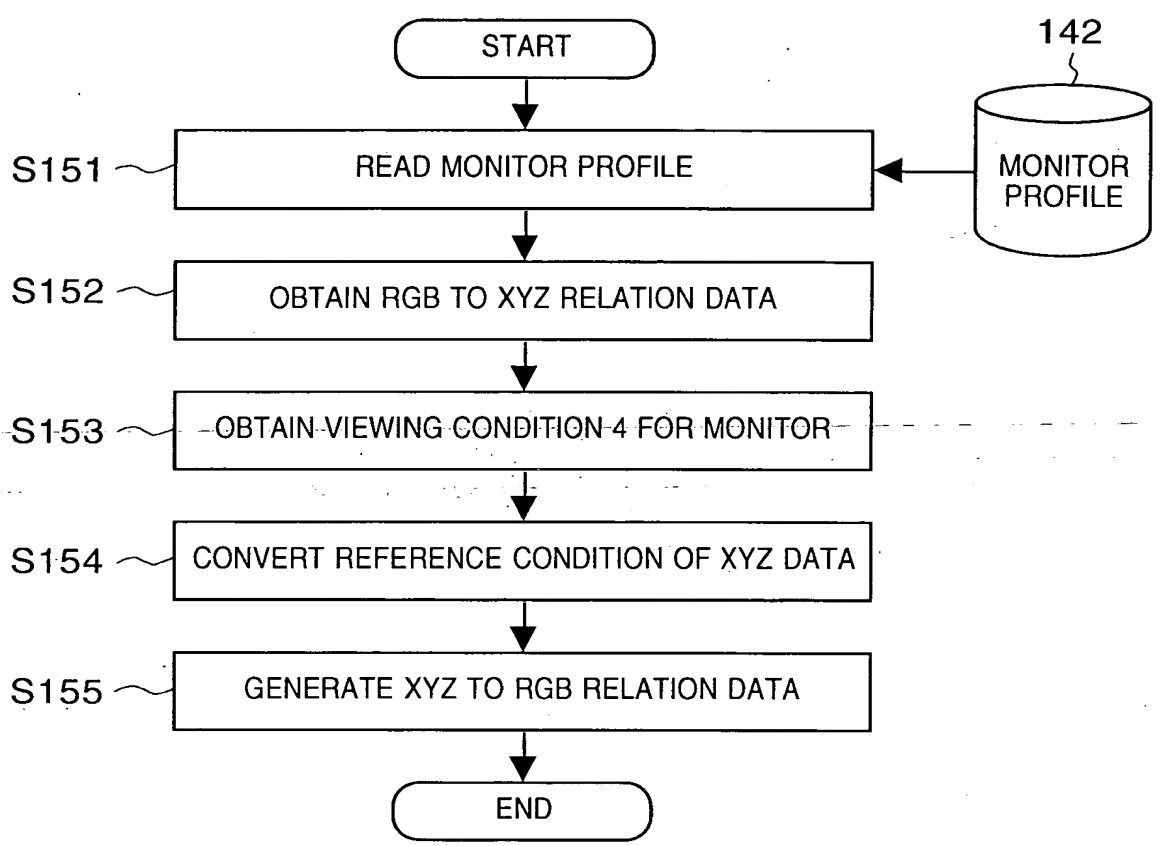 START
142
S151
READ MONITOR PROFILE
MONITOR
PROFILE
S152
OBTAIN RGB TO XYZ RELATION DATA
S153
OBTAIN VIEWING CONDITION 4 FOR MONITOR
S154
CONVERT REFERENCE CONDITION OF XYZ DATA
S155
GENERATE XYZ TO RGB RELATION DATA
END